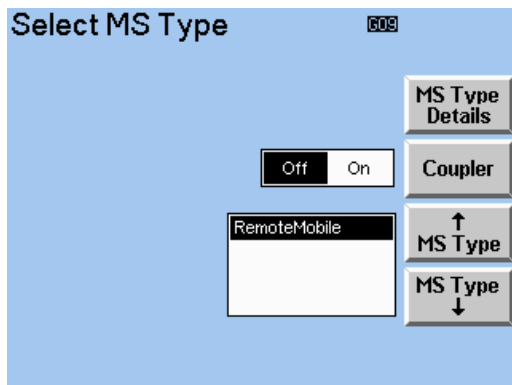 Select MS Type G09
MS Type
Details
Off On Coupler
RemoteMobile
↑
MS Type
MS Type
↓